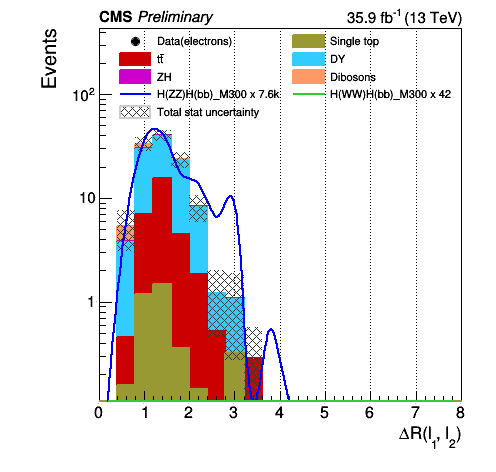 CMS Preliminary 35.9 fb⁻¹ (13 TeV)
Events
Data(electrons) Single top
tt̄ DY
ZH Dibosons
H(ZZ)H(bb)_M300 x 7.6k H(WW)H(bb)_M300 x 42
Total stat uncertainty
10²
10
1
0 1 2 3 4 5 6 7 8
ΔR(l₁, l₂)